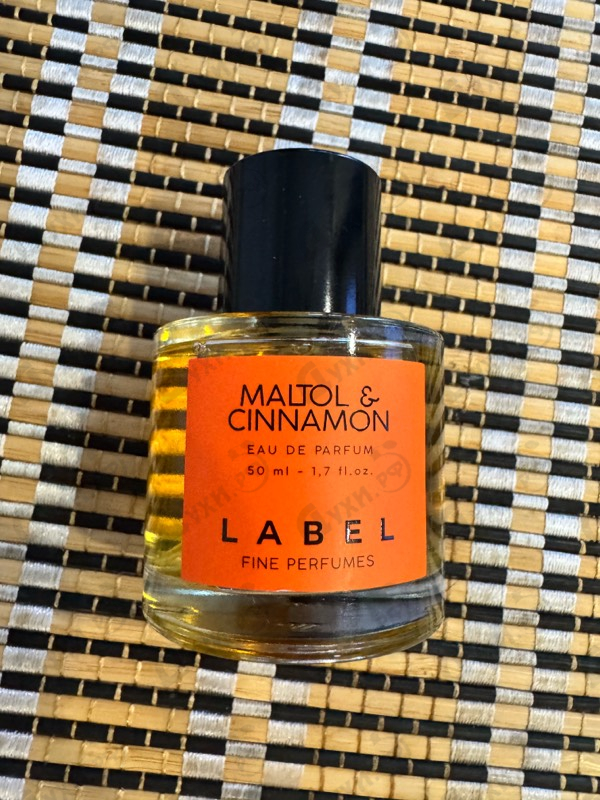 MALTOL &
CINNAMON
EAU DE PARFUM
50 ml - 1,7 fl.oz.
LABEL
FINE PERFUMES